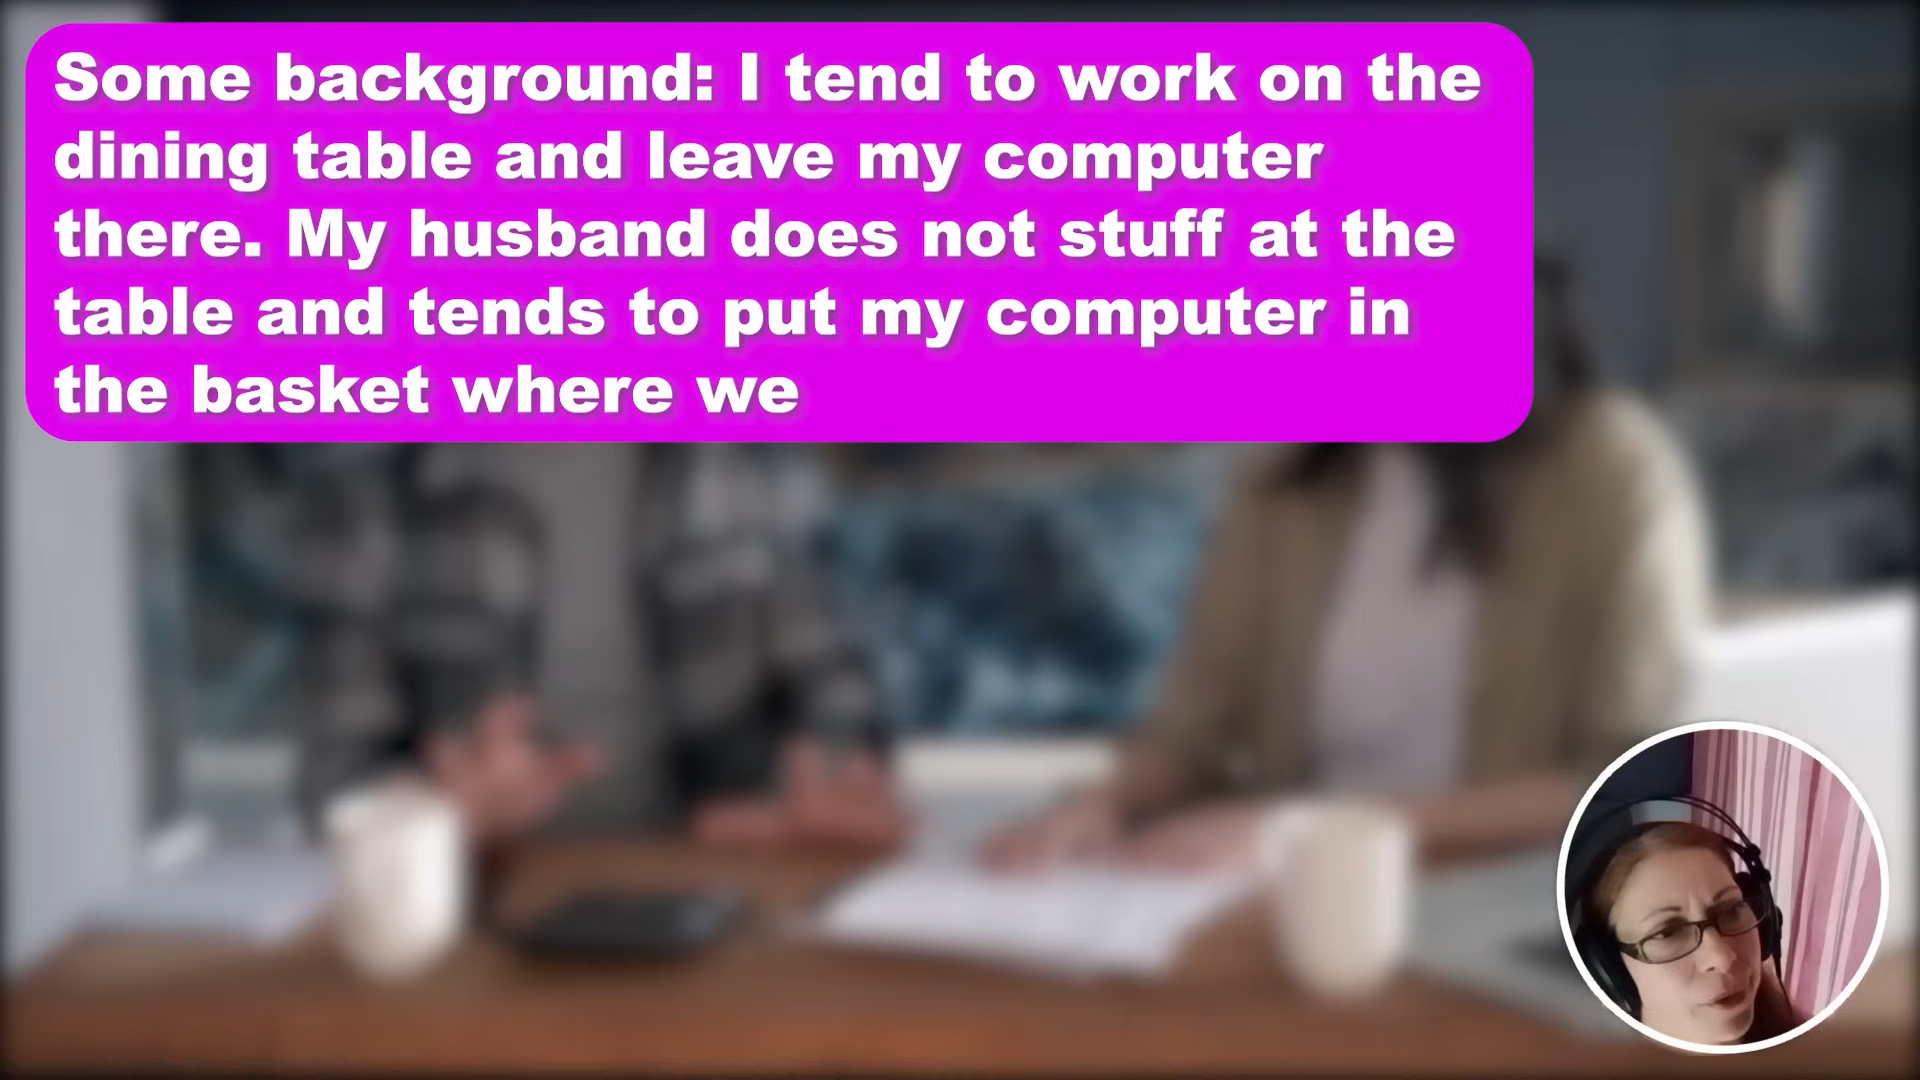 Some background: I tend to work on the
dining table and leave my computer
there. My husband does not stuff at the
table and tends to put my computer in
the basket where we